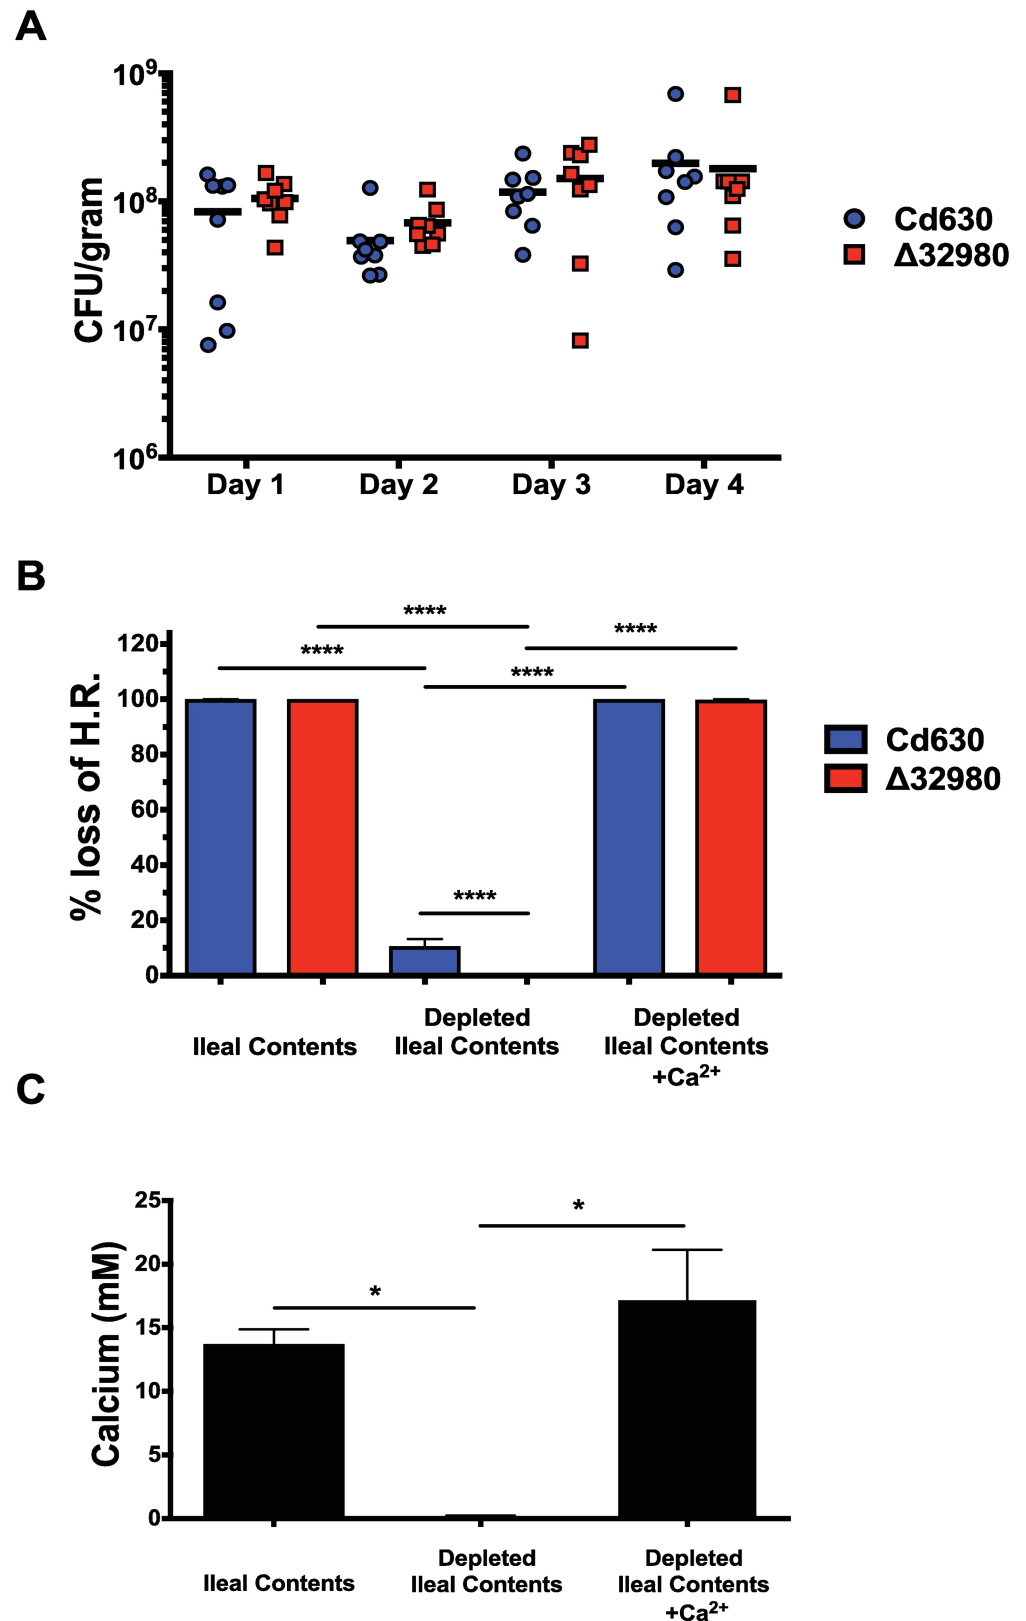 A
10⁹
10⁸
10⁷
10⁶
CFU/gram
Day 1 Day 2 Day 3 Day 4
Cd630
Δ32980
B
**** ****
**** ****
****
120
100
80
60
40
20
0
% loss of H.R.
Cd630
Δ32980
Ileal Contents
Depleted
Ileal Contents
Depleted
Ileal Contents
+Ca²⁺
C
*
*
25
20
15
10
5
0
Calcium (mM)
Ileal Contents
Depleted
Ileal Contents
Depleted
Ileal Contents
+Ca²⁺